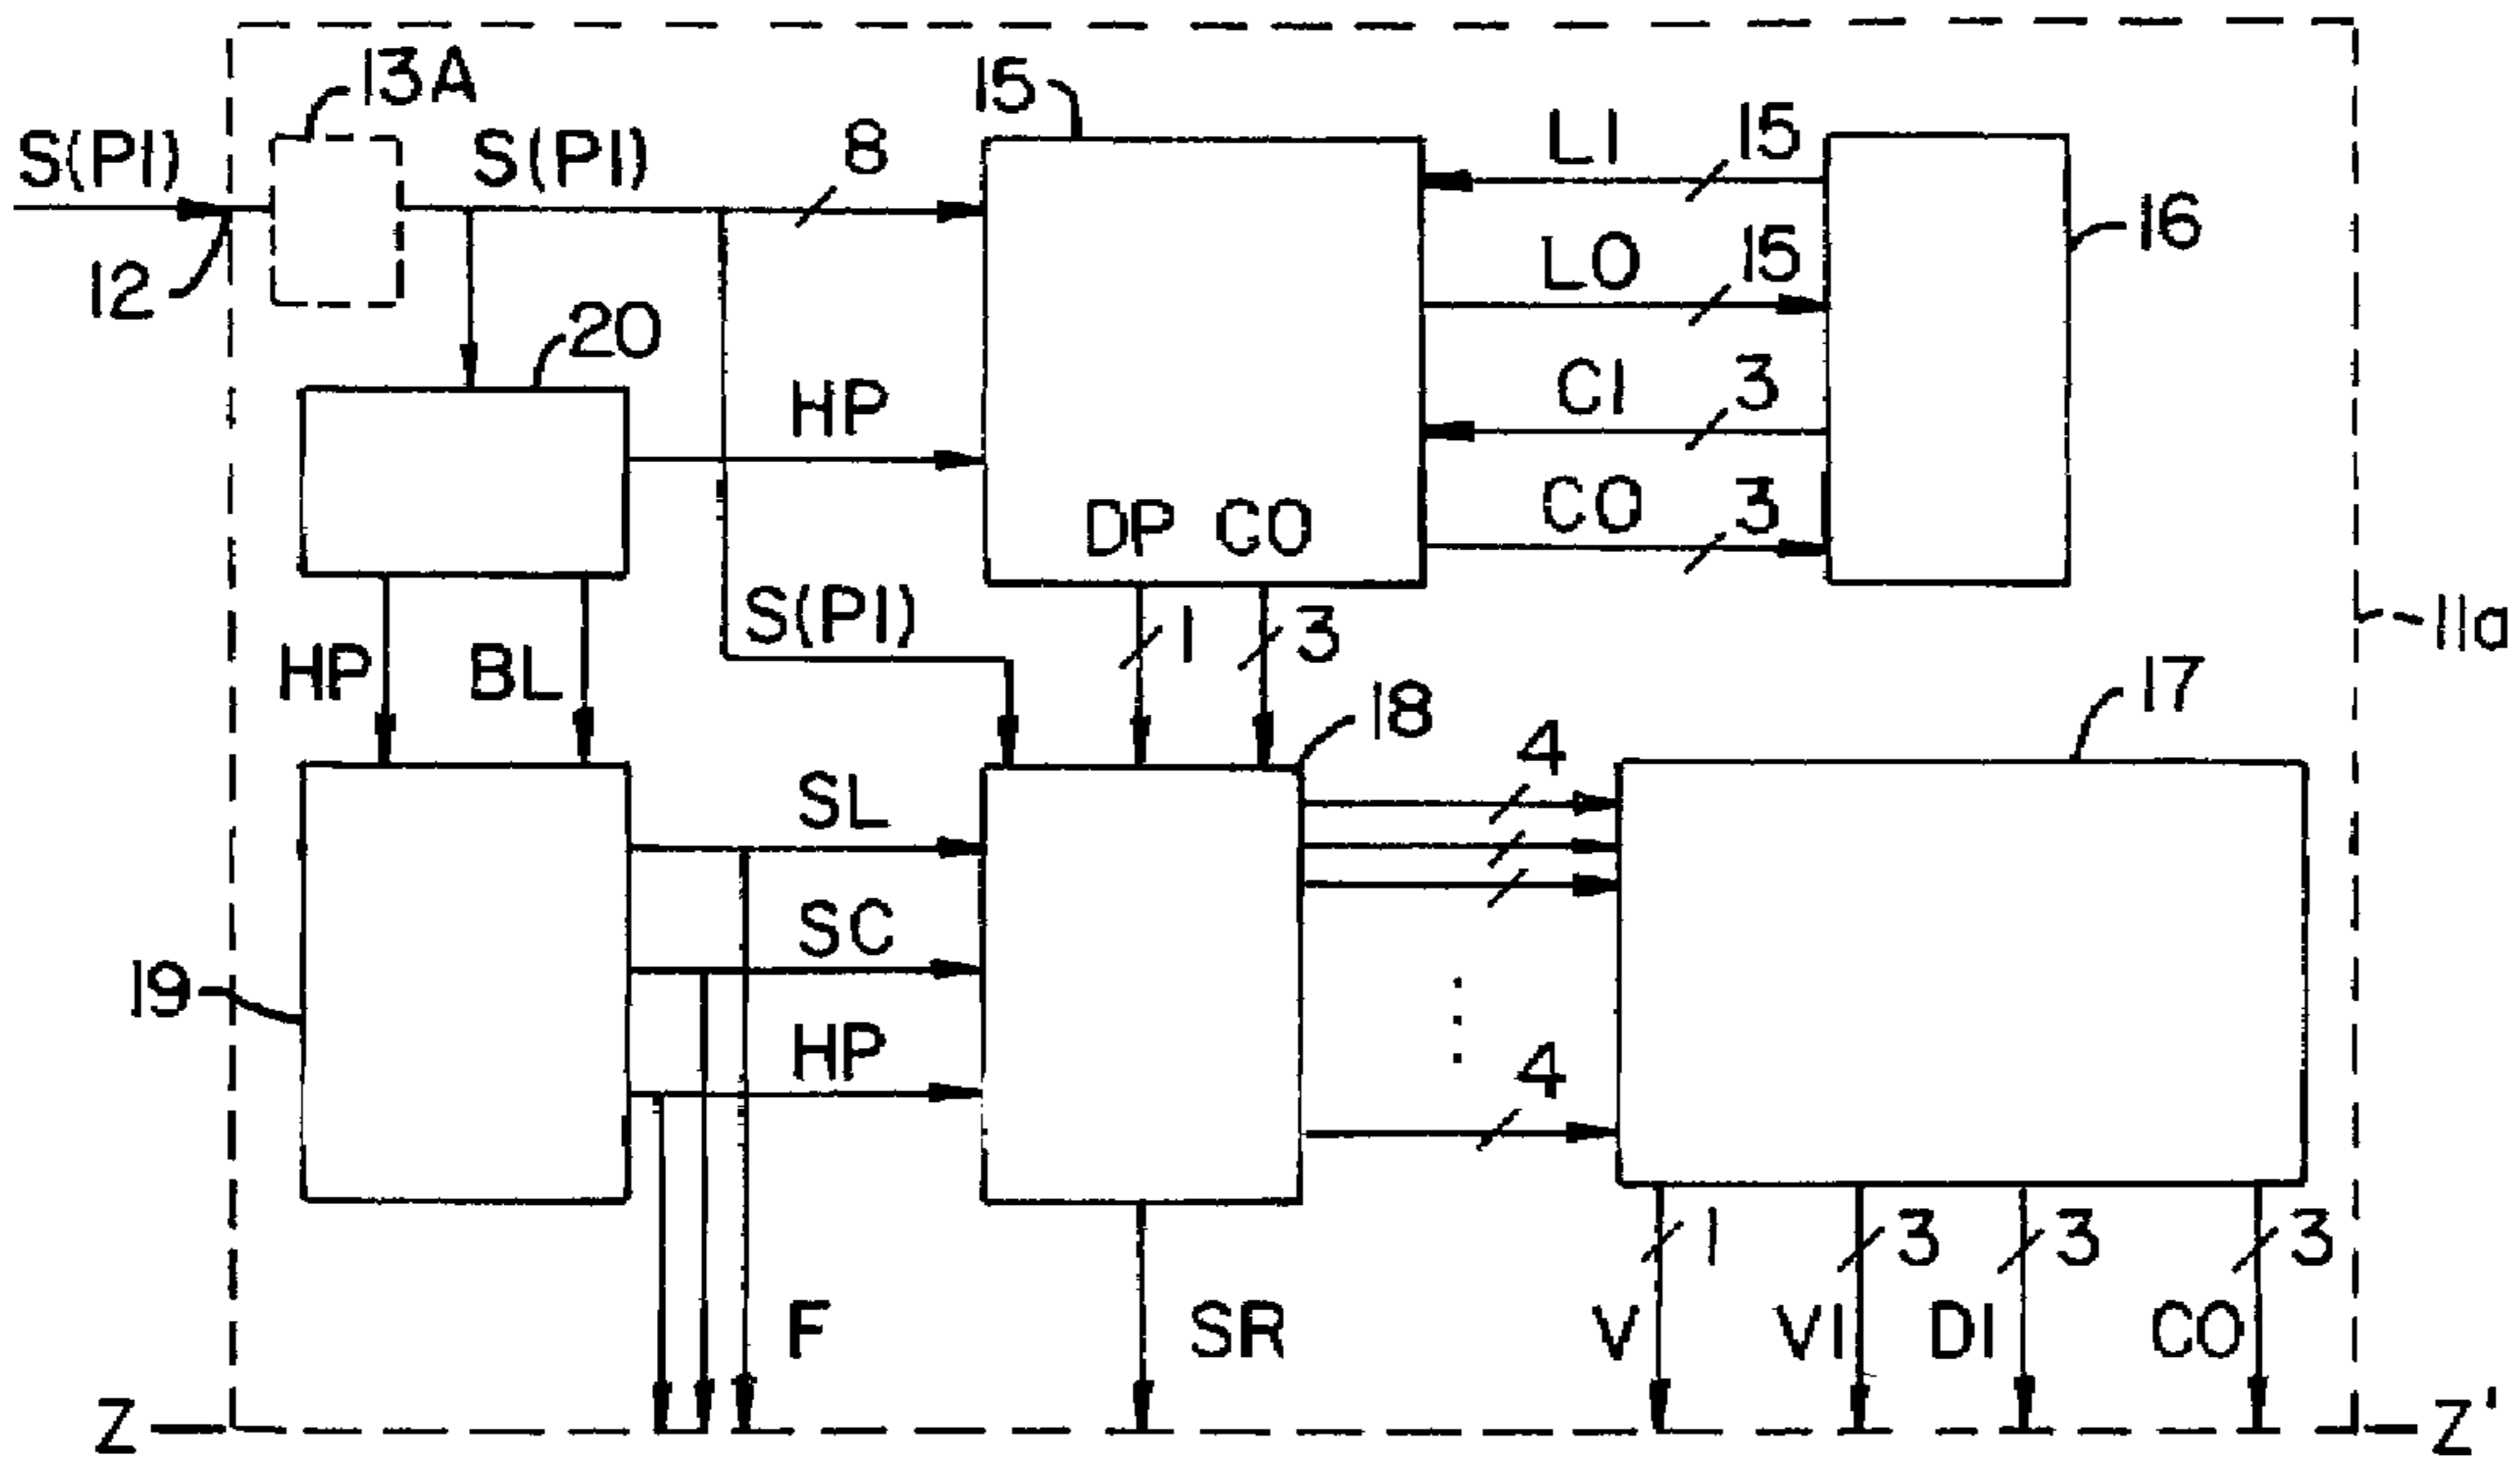 13A
15
S(PI)
S(PI)
8
LI
15
16
12
LO
15
20
HP
CI
3
DP CO
CO
3
S(PI)
1
3
11a
HP
BL
18
17
SL
4
SC
19
HP
4
1
3
3
3
F
SR
V
VI
DI
CO
Z
Z'